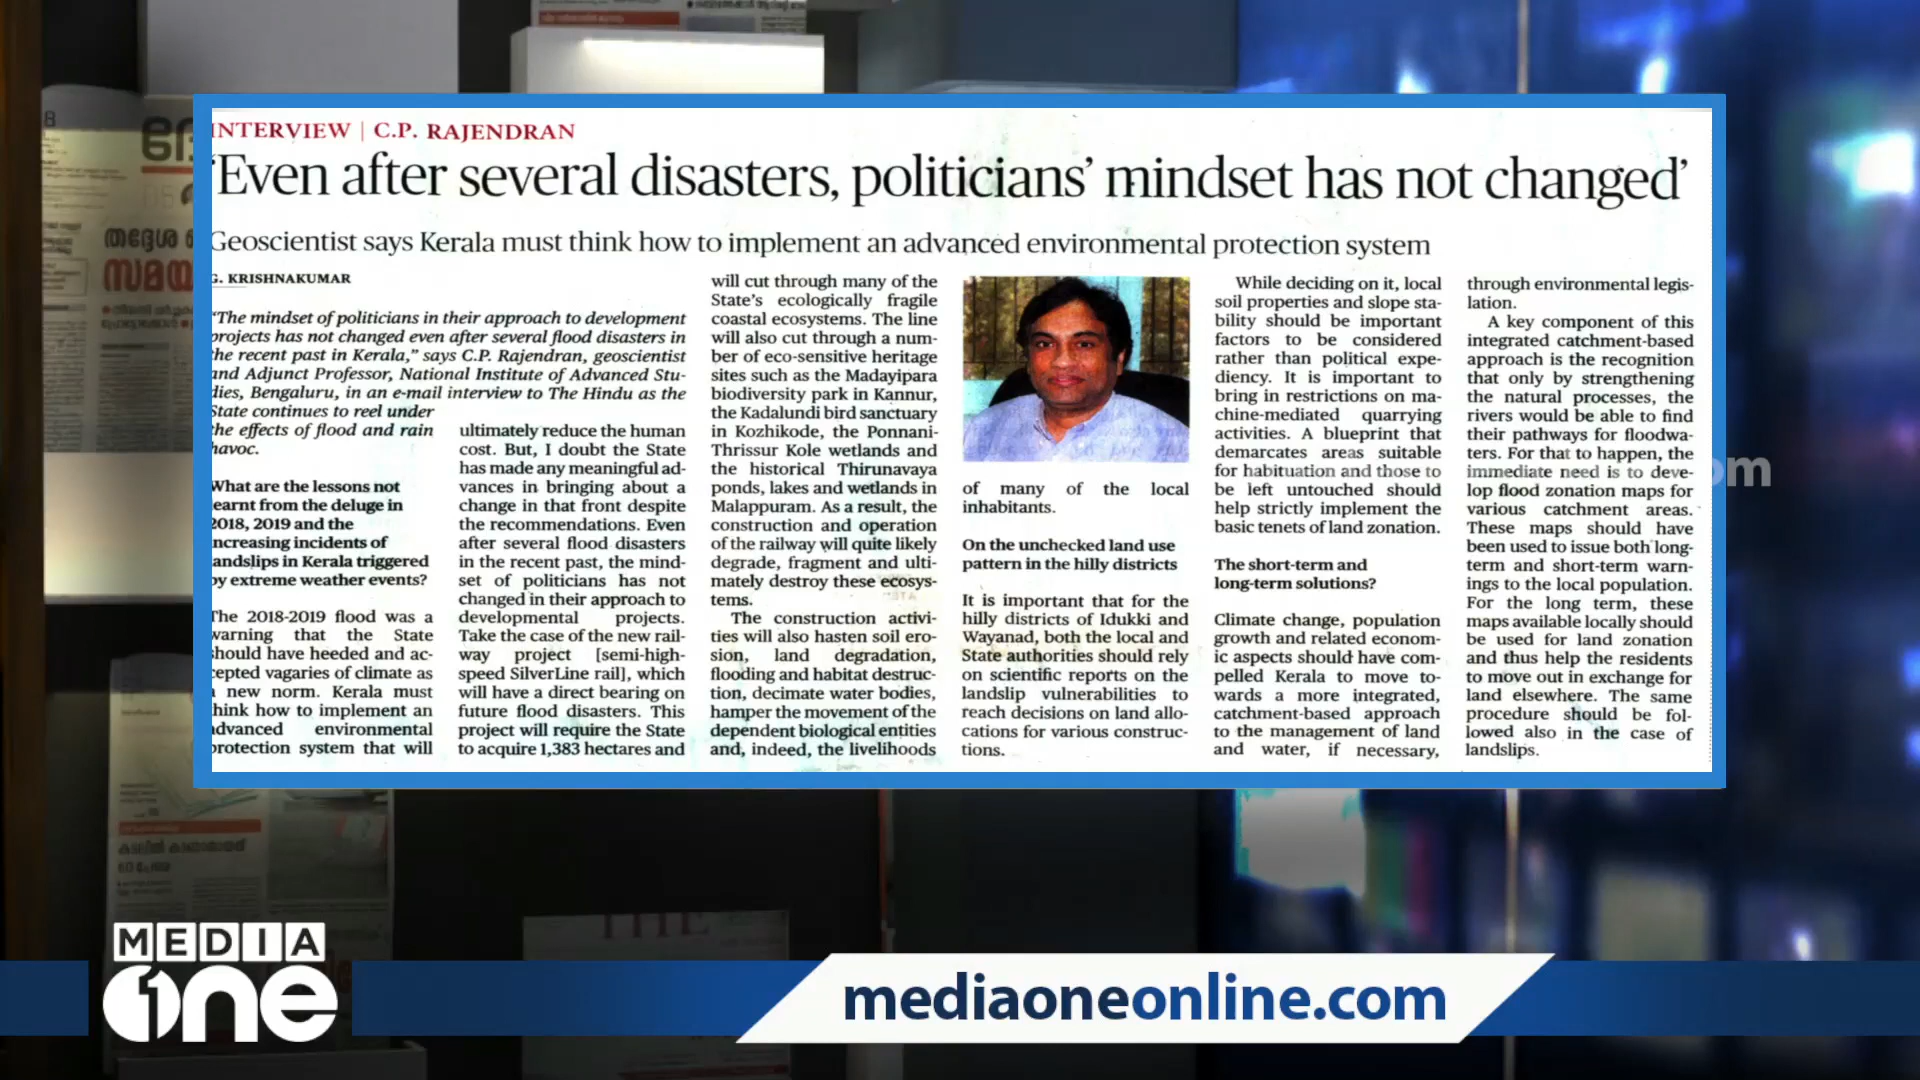 INTERVIEW | C.P. RAJENDRAN
‘Even after several disasters, politicians’ mindset has not changed’
Geoscientist says Kerala must think how to implement an advanced environmental protection system
G. KRISHNAKUMAR
“The mindset of politicians in their approach to development
projects has not changed even after several flood disasters in
the recent past in Kerala,” says C.P. Rajendran, geoscientist
and Adjunct Professor, National Institute of Advanced Stu-
dies, Bengaluru, in an e-mail interview to The Hindu as the
State continues to reel under
the effects of flood and rain
havoc.
What are the lessons not
learnt from the deluge in
2018, 2019 and the
increasing incidents of
landslips in Kerala triggered
by extreme weather events?
The 2018-2019 flood was a
warning that the State
should have heeded and ac-
cepted vagaries of climate as
a new norm. Kerala must
think how to implement an
advanced environmental
protection system that will
ultimately reduce the human
cost. But, I doubt the State
has made any meaningful ad-
vances in bringing about a
change in that front despite
the recommendations. Even
after several flood disasters
in the recent past, the mind-
set of politicians has not
changed in their approach to
developmental projects.
Take the case of the new rail-
way project [semi-high-
speed SilverLine rail], which
will have a direct bearing on
future flood disasters. This
project will require the State
to acquire 1,383 hectares and
will cut through many of the
State’s ecologically fragile
coastal ecosystems. The line
will also cut through a num-
ber of eco-sensitive heritage
sites such as the Madayipara
biodiversity park in Kannur,
the Kadalundi bird sanctuary
in Kozhikode, the Ponnani-
Thrissur Kole wetlands and
the historical Thirunavaya
ponds, lakes and wetlands in
Malappuram. As a result, the
construction and operation
of the railway will quite likely
degrade, fragment and ulti-
mately destroy these ecosys-
tems.
The construction activi-
ties will also hasten soil ero-
sion, land degradation,
flooding and habitat destruc-
tion, decimate water bodies,
hamper the movement of the
dependent biological entities
and, indeed, the livelihoods
of many of the local
inhabitants.
On the unchecked land use
pattern in the hilly districts
It is important that for the
hilly districts of Idukki and
Wayanad, both the local and
State authorities should rely
on scientific reports on the
landslip vulnerabilities to
reach decisions on land allo-
cations for various construc-
tions.
While deciding on it, local
soil properties and slope sta-
bility should be important
factors to be considered
rather than political expe-
diency. It is important to
bring in restrictions on ma-
chine-mediated quarrying
activities. A blueprint that
demarcates areas suitable
for habituation and those to
be left untouched should
help strictly implement the
basic tenets of land zonation.
The short-term and
long-term solutions?
Climate change, population
growth and related econom-
ic aspects should have com-
pelled Kerala to move to-
wards a more integrated,
catchment-based approach
to the management of land
and water, if necessary,
through environmental legis-
lation.
A key component of this
integrated catchment-based
approach is the recognition
that only by strengthening
the natural processes, the
rivers would be able to find
their pathways for floodwa-
ters. For that to happen, the
immediate need is to deve-
lop flood zonation maps for
various catchment areas.
These maps should have
been used to issue both long-
term and short-term warn-
ings to the local population.
For the long term, these
maps available locally should
be used for land zonation
and thus help the residents
to move out in exchange for
land elsewhere. The same
procedure should be fol-
lowed also in the case of
landslips.
om
തദ്ദേശ
സമയ
THE
MEDIA
one
mediaoneonline.com